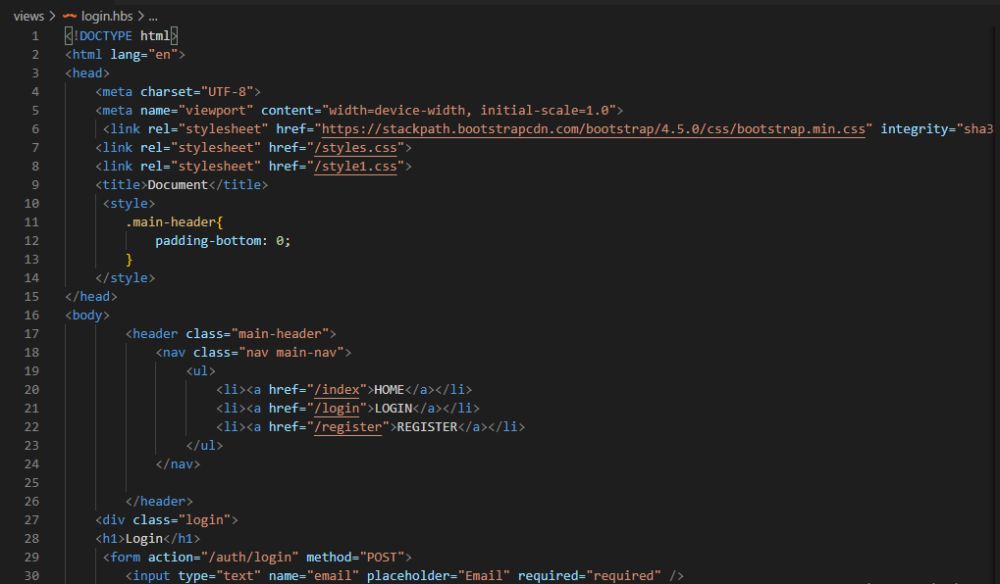 views > login.hbs > ...
1 <!DOCTYPE html>
2 <html lang="en">
3 <head>
4     <meta charset="UTF-8">
5     <meta name="viewport" content="width=device-width, initial-scale=1.0">
6      <link rel="stylesheet" href="https://stackpath.bootstrapcdn.com/bootstrap/4.5.0/css/bootstrap.min.css" integrity="sha3
7     <link rel="stylesheet" href="/styles.css">
8     <link rel="stylesheet" href="/style1.css">
9     <title>Document</title>
10      <style>
11         .main-header{
12             padding-bottom: 0;
13         }
14     </style>
15 </head>
16 <body>
17         <header class="main-header">
18             <nav class="nav main-nav">
19                 <ul>
20                     <li><a href="/index">HOME</a></li>
21                     <li><a href="/login">LOGIN</a></li>
22                     <li><a href="/register">REGISTER</a></li>
23                 </ul>
24             </nav>
25
26         </header>
27     <div class="login">
28     <h1>Login</h1>
29      <form action="/auth/login" method="POST">
30         <input type="text" name="email" placeholder="Email" required="required" />